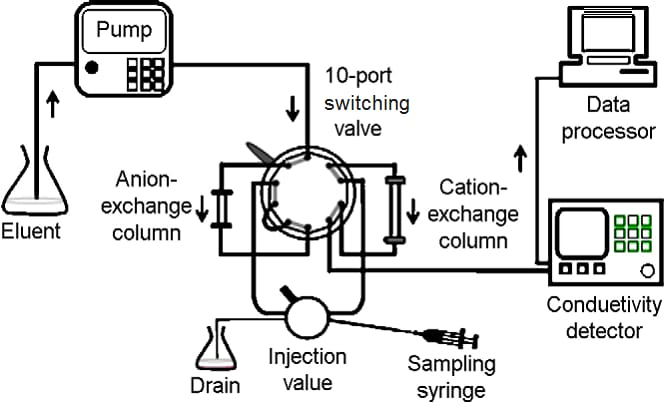 Pump
10-port
switching
valve
Data
processor
Anion-
exchange
column
Cation-
exchange
column
Eluent
Conduetivity
detector
Injection
value
Sampling
syringe
Drain